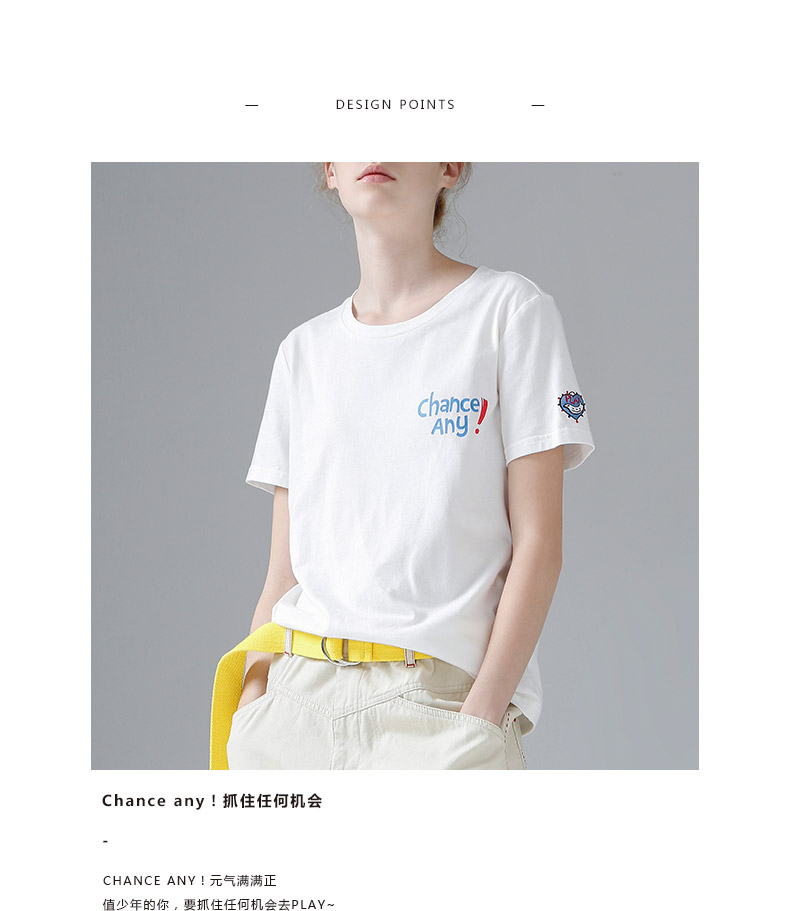 — DESIGN POINTS —
Chance
Any!
Chance any！抓住任何机会
-
CHANCE ANY！元气满满正
值少年的你，要抓住任何机会去PLAY~